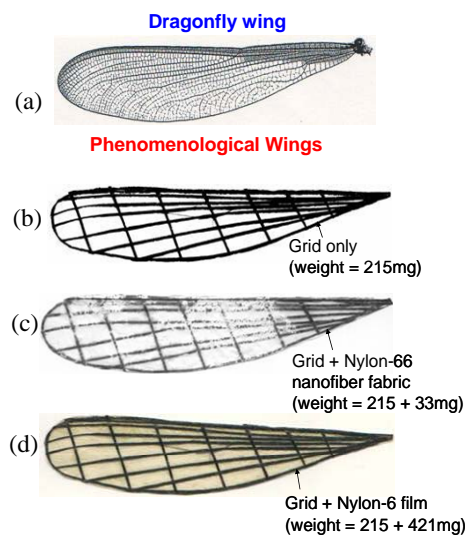 Dragonfly wing
(a)
Phenomenological Wings
(b)
Grid only
(weight = 215mg)
(c)
Grid + Nylon-66
nanofiber fabric
(weight = 215 + 33mg)
(d)
Grid + Nylon-6 film
(weight = 215 + 421mg)